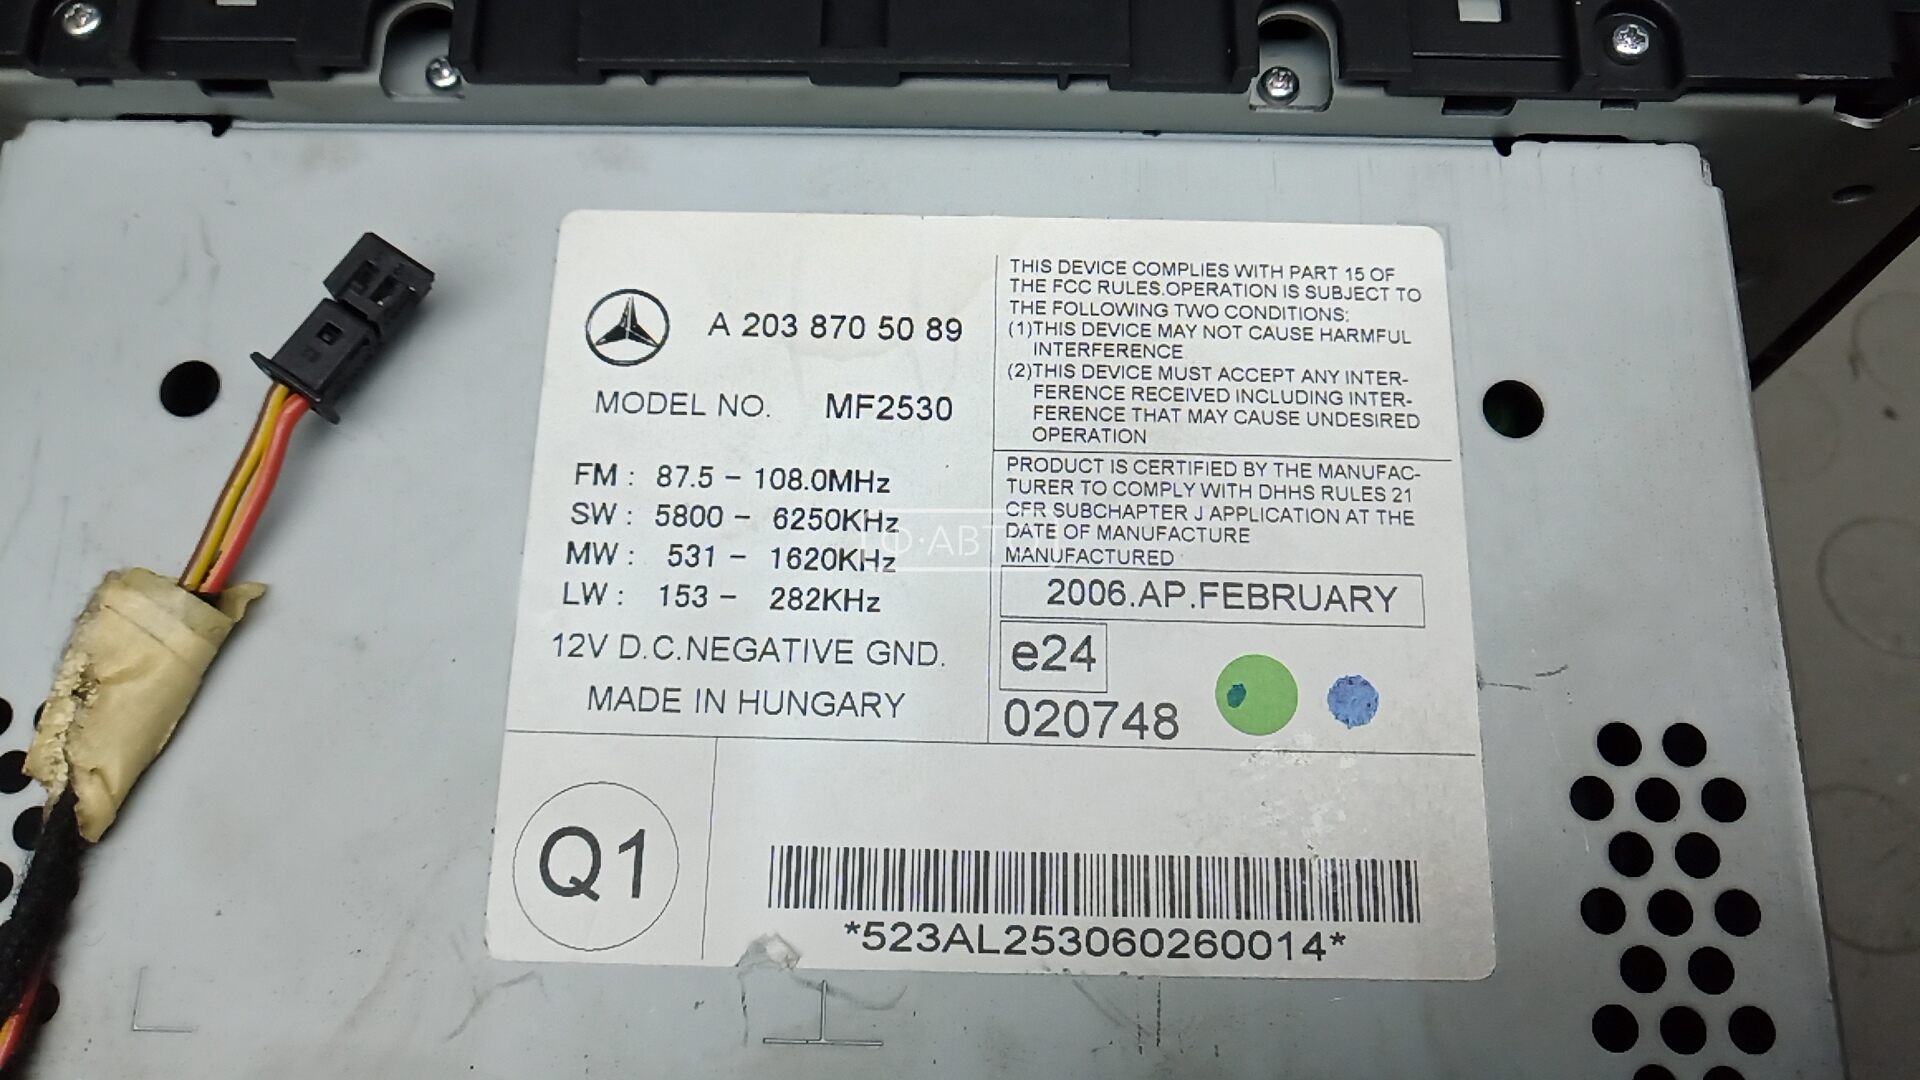 A 203 870 50 89
MODEL NO. MF2530
FM : 87.5 – 108.0MHz
SW : 5800 – 6250KHz
MW : 531 – 1620KHz
LW : 153 – 282KHz
12V D.C.NEGATIVE GND.
MADE IN HUNGARY
THIS DEVICE COMPLIES WITH PART 15 OF
THE FCC RULES.OPERATION IS SUBJECT TO
THE FOLLOWING TWO CONDITIONS:
(1)THIS DEVICE MAY NOT CAUSE HARMFUL
INTERFERENCE
(2)THIS DEVICE MUST ACCEPT ANY INTER-
FERENCE RECEIVED INCLUDING INTER-
FERENCE THAT MAY CAUSE UNDESIRED
OPERATION
PRODUCT IS CERTIFIED BY THE MANUFAC-
TURER TO COMPLY WITH DHHS RULES 21
CFR SUBCHAPTER J APPLICATION AT THE
DATE OF MANUFACTURE
MANUFACTURED
2006.AP.FEBRUARY
e24
020748
Q1
*523AL253060260014*